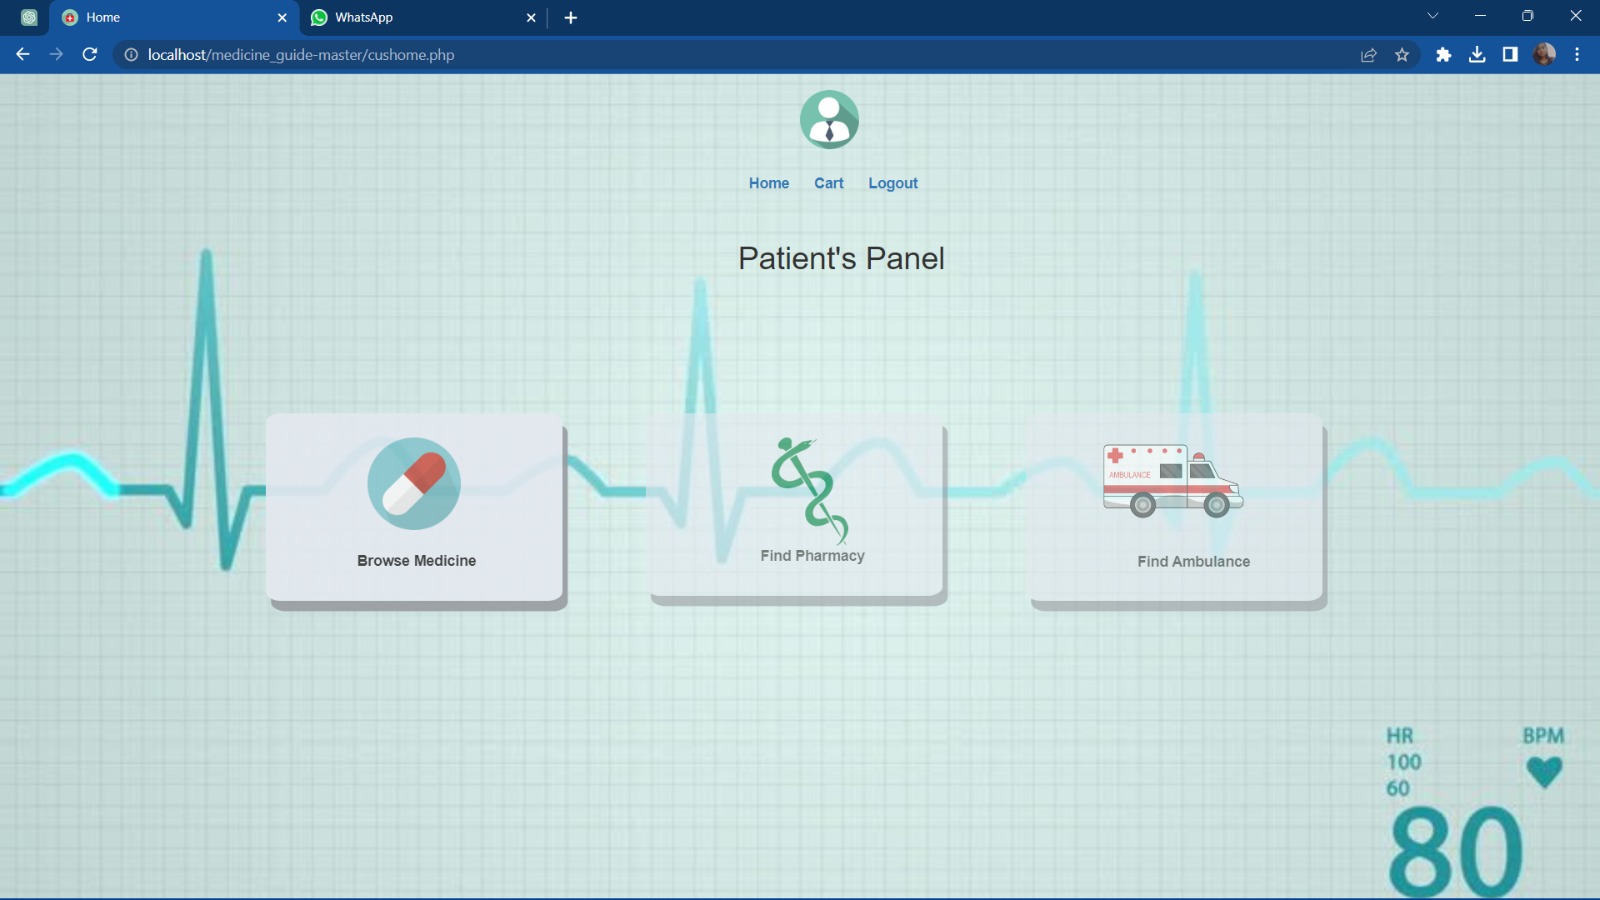 Home
WhatsApp
localhost/medicine_guide-master/cushome.php
Home Cart Logout
Patient's Panel
AMBULANCE
Browse Medicine
Find Pharmacy
Find Ambulance
HR BPM
100
60
80